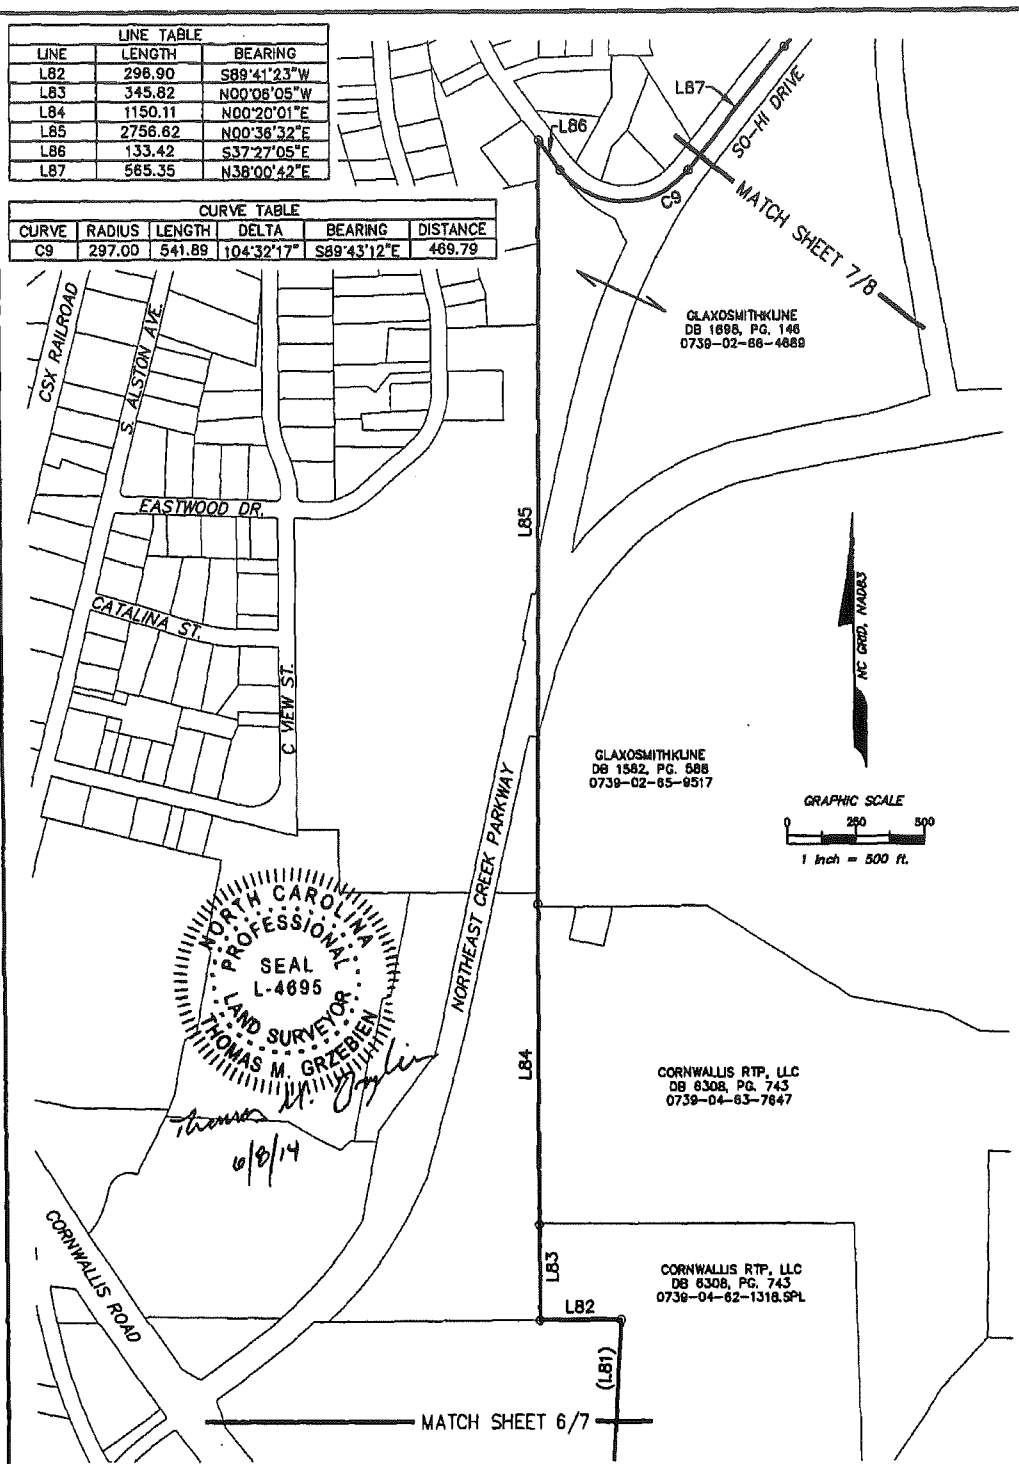 LINE TABLE
LINE LENGTH BEARING
L82 296.90 S89°41'23"W
L83 345.82 N00°06'05"W
L84 1150.11 N00°20'01"E
L85 2756.62 N00°36'32"E
L86 133.42 S37°27'05"E
L87 565.35 N38°00'42"E
CURVE TABLE
CURVE RADIUS LENGTH DELTA BEARING DISTANCE
C9 297.00 541.89 104°32'17" S89°43'12"E 469.79
L87
L86
SO-HI DRIVE
C9
MATCH SHEET 7/8
GLAXOSMITHKLINE
DB 1698, PG. 146
0739-02-66-4689
CSX RAILROAD
S. ALSTON AVE.
EASTWOOD DR.
L85
CATALINA ST.
C VIEW ST.
NC GRID, NAD83
GLAXOSMITHKLINE
DB 1582, PG. 588
0739-02-65-9517
GRAPHIC SCALE
0 250 500
1 inch = 500 ft.
NORTHEAST CREEK PARKWAY
NORTH CAROLINA
PROFESSIONAL
SEAL
L-4695
LAND SURVEYOR
THOMAS M. GRZEBIEN
Thomas M. Grzebien
6/8/14
L84
CORNWALLIS RTP, LLC
DB 6308, PG. 743
0739-04-63-7647
CORNWALLIS ROAD
L83
CORNWALLIS RTP, LLC
DB 6308, PG. 743
0739-04-62-1318.SPL
L82
(L81)
MATCH SHEET 6/7